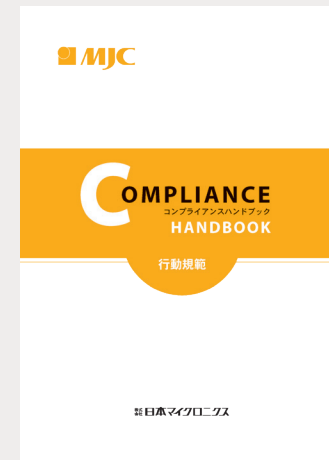 MJC
COMPLIANCE
コンプライアンスハンドブック
HANDBOOK
行動規範
株式会社日本マイクロニクス